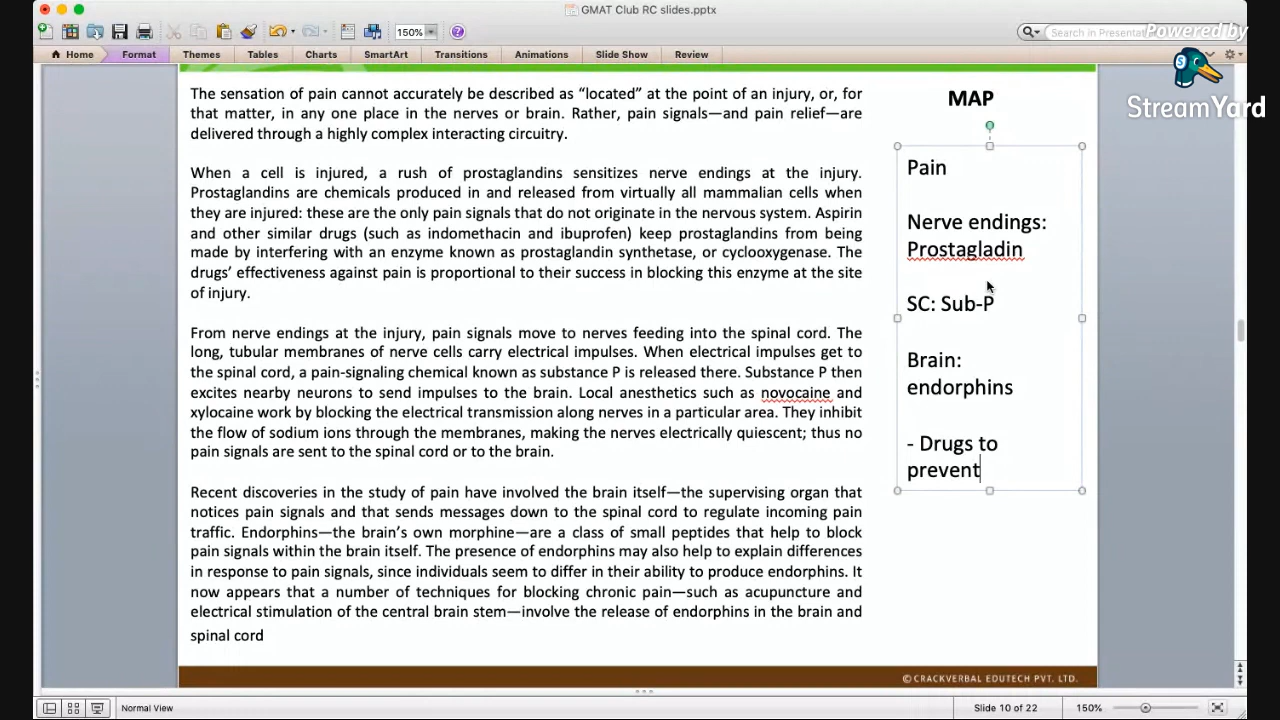 GMAT Club RC slides.pptx
150%
Search in Presentat
Powered by
Home Format Themes Tables Charts SmartArt Transitions Animations Slide Show Review
StreamYard
The sensation of pain cannot accurately be described as “located” at the point of an injury, or, for
that matter, in any one place in the nerves or brain. Rather, pain signals—and pain relief—are
delivered through a highly complex interacting circuitry.
When a cell is injured, a rush of prostaglandins sensitizes nerve endings at the injury.
Prostaglandins are chemicals produced in and released from virtually all mammalian cells when
they are injured: these are the only pain signals that do not originate in the nervous system. Aspirin
and other similar drugs (such as indomethacin and ibuprofen) keep prostaglandins from being
made by interfering with an enzyme known as prostaglandin synthetase, or cyclooxygenase. The
drugs’ effectiveness against pain is proportional to their success in blocking this enzyme at the site
of injury.
From nerve endings at the injury, pain signals move to nerves feeding into the spinal cord. The
long, tubular membranes of nerve cells carry electrical impulses. When electrical impulses get to
the spinal cord, a pain-signaling chemical known as substance P is released there. Substance P then
excites nearby neurons to send impulses to the brain. Local anesthetics such as novocaine and
xylocaine work by blocking the electrical transmission along nerves in a particular area. They inhibit
the flow of sodium ions through the membranes, making the nerves electrically quiescent; thus no
pain signals are sent to the spinal cord or to the brain.
Recent discoveries in the study of pain have involved the brain itself—the supervising organ that
notices pain signals and that sends messages down to the spinal cord to regulate incoming pain
traffic. Endorphins—the brain’s own morphine—are a class of small peptides that help to block
pain signals within the brain itself. The presence of endorphins may also help to explain differences
in response to pain signals, since individuals seem to differ in their ability to produce endorphins. It
now appears that a number of techniques for blocking chronic pain—such as acupuncture and
electrical stimulation of the central brain stem—involve the release of endorphins in the brain and
spinal cord
MAP
Pain
Nerve endings:
Prostagladin
SC: Sub-P
Brain:
endorphins
- Drugs to
prevent
© CRACKVERBAL EDUTECH PVT. LTD.
Normal View
Slide 10 of 22
150%